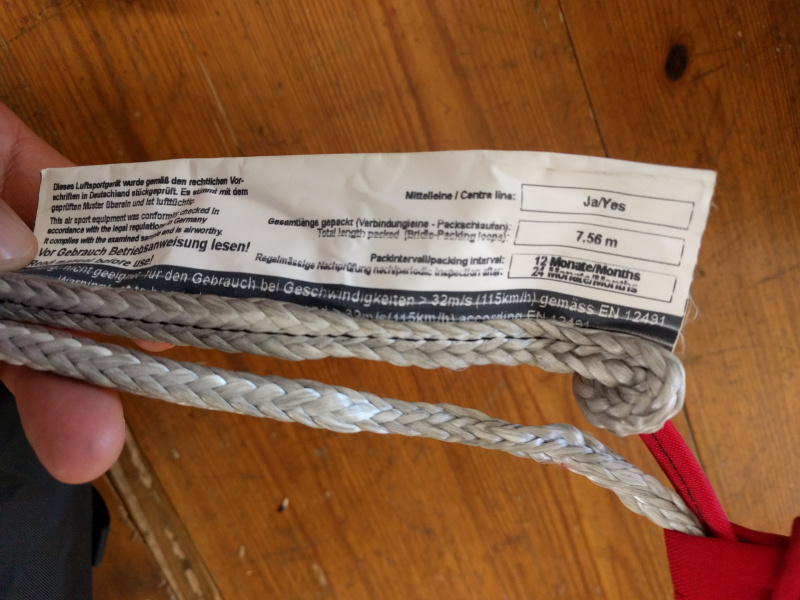 Dieses Luftsportgerät wurde gemäß den rechtlichen Vor-
schriften in Deutschland stückgeprüft. Es stimmt mit dem
geprüften Muster überein und ist lufttüchtig.
This air sport equipment was conformity checked in
accordance with the legal regulations in Germany
It complies with the examined and is airworthy.
Vor Gebrauch Betriebsanweisung lesen!
before use!
Mittelleine / Centre line: Ja/Yes
Gesamtlänge gepackt (Verbindungleine - Packschlaufen):
Total length packed (Bridle-Packing loops): 7,56 m
Packintervall/packing interval: 12 Monate/Months
Regelmässige Nachprüfung nach/periodic inspection after: 24 Monate/Months
nicht geeignet für den Gebrauch bei Geschwindigkeiten > 32m/s (115km/h) gemäss EN 12491
> 32m/s (115km/h) according EN 12491